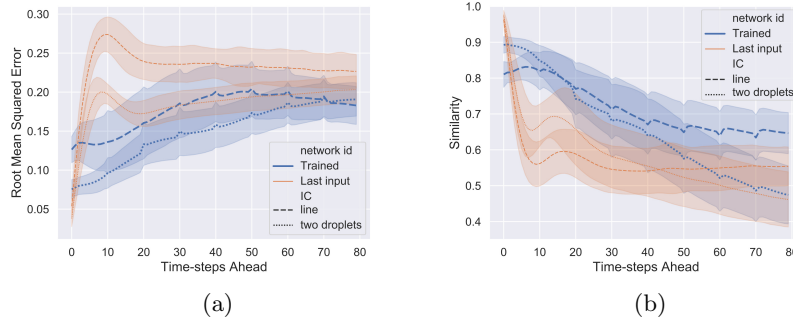 0.30
0.25
0.20
0.15
0.10
0.05
Root Mean Squared Error
network id
Trained
Last input
IC
line
two droplets
0 10 20 30 40 50 60 70 80
Time-steps Ahead
(a)
1.0
0.9
0.8
0.7
0.6
0.5
0.4
Similarity
network id
Trained
Last input
IC
line
two droplets
0 10 20 30 40 50 60 70 80
Time-steps Ahead
(b)